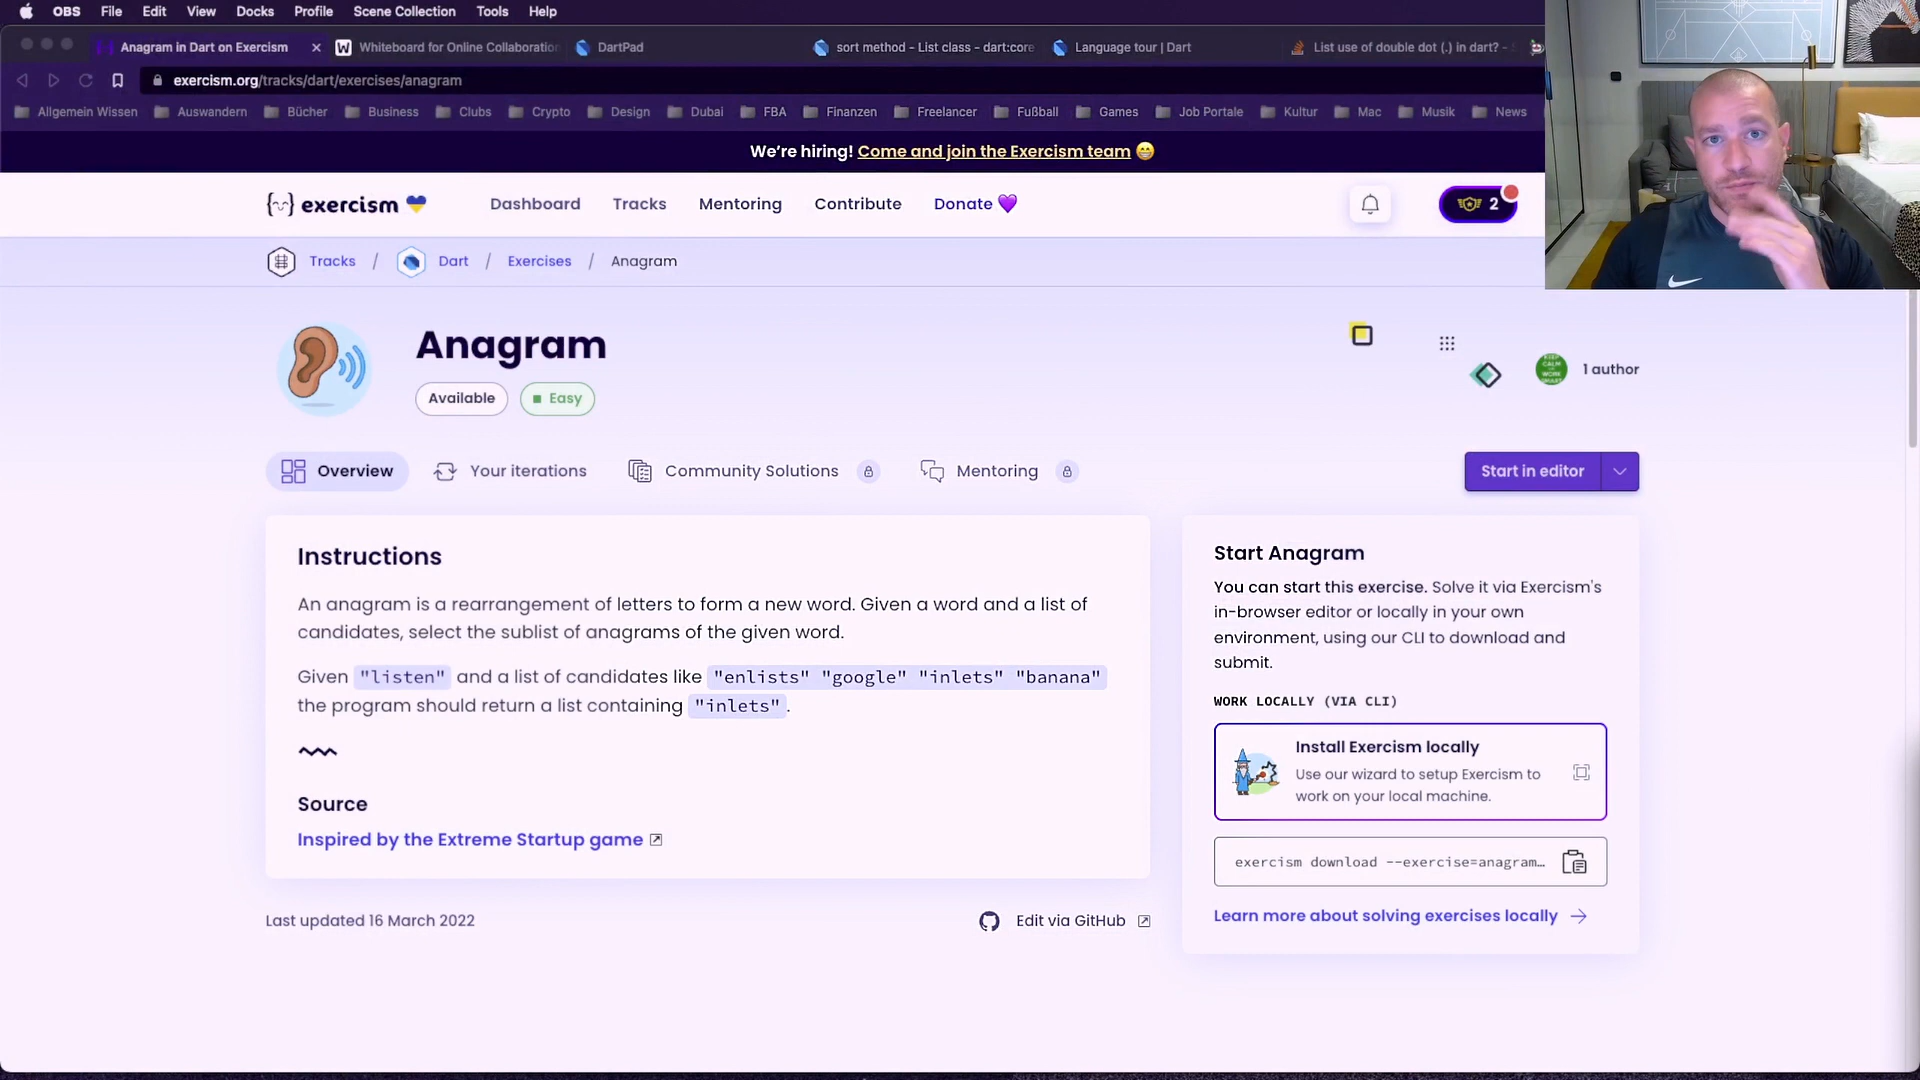 OBS File Edit View Docks Profile Scene Collection Tools Help
Anagram in Dart on Exercism
Whiteboard for Online Collaboration
DartPad
sort method - List class - dart:core
Language tour | Dart
List use of double dot (.) in dart? -
exercism.org/tracks/dart/exercises/anagram
Allgemein Wissen Auswandern Bücher Business Clubs Crypto Design Dubai FBA Finanzen Freelancer Fußball Games Job Portale Kultur Mac Musik News
We're hiring! Come and join the Exercism team 😁
exercism
Dashboard Tracks Mentoring Contribute Donate 💜
2
Tracks / Dart / Exercises / Anagram
Anagram
Available Easy
1 author
Overview Your iterations Community Solutions Mentoring
Start in editor
Instructions
An anagram is a rearrangement of letters to form a new word. Given a word and a list of
candidates, select the sublist of anagrams of the given word.
Given "listen" and a list of candidates like "enlists" "google" "inlets" "banana"
the program should return a list containing "inlets".
Source
Inspired by the Extreme Startup game
Last updated 16 March 2022
Edit via GitHub
Start Anagram
You can start this exercise. Solve it via Exercism's
in-browser editor or locally in your own
environment, using our CLI to download and
submit.
WORK LOCALLY (VIA CLI)
Install Exercism locally
Use our wizard to setup Exercism to
work on your local machine.
exercism download --exercise=anagram…
Learn more about solving exercises locally